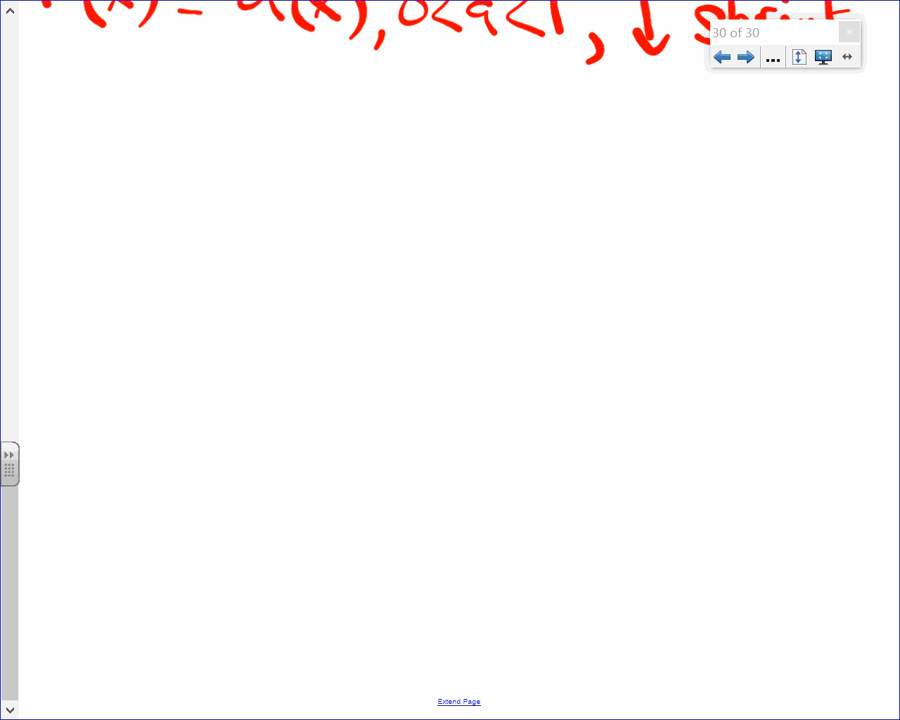 (x) = a(x), 0<a<1, ↓ shrink
30 of 30
...
Extend Page